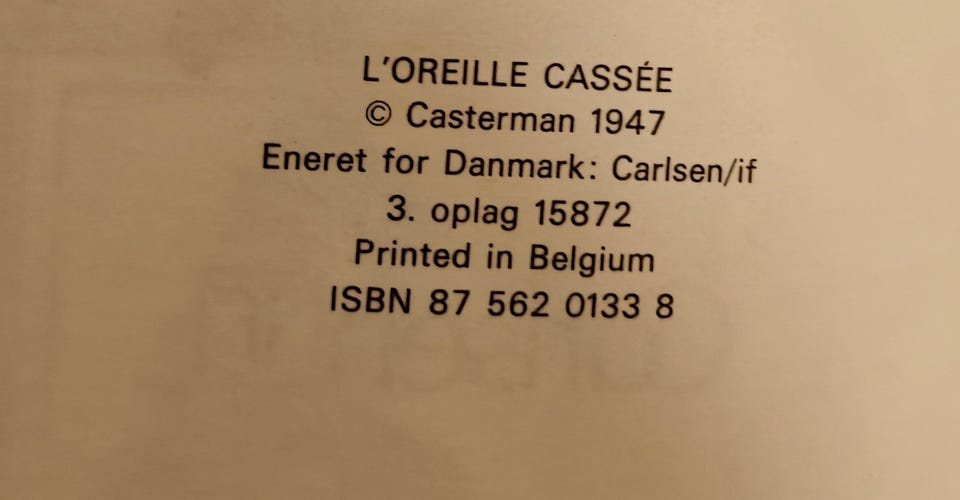 L'OREILLE CASSÉE
© Casterman 1947
Eneret for Danmark: Carlsen/if
3. oplag 15872
Printed in Belgium
ISBN 87 562 0133 8